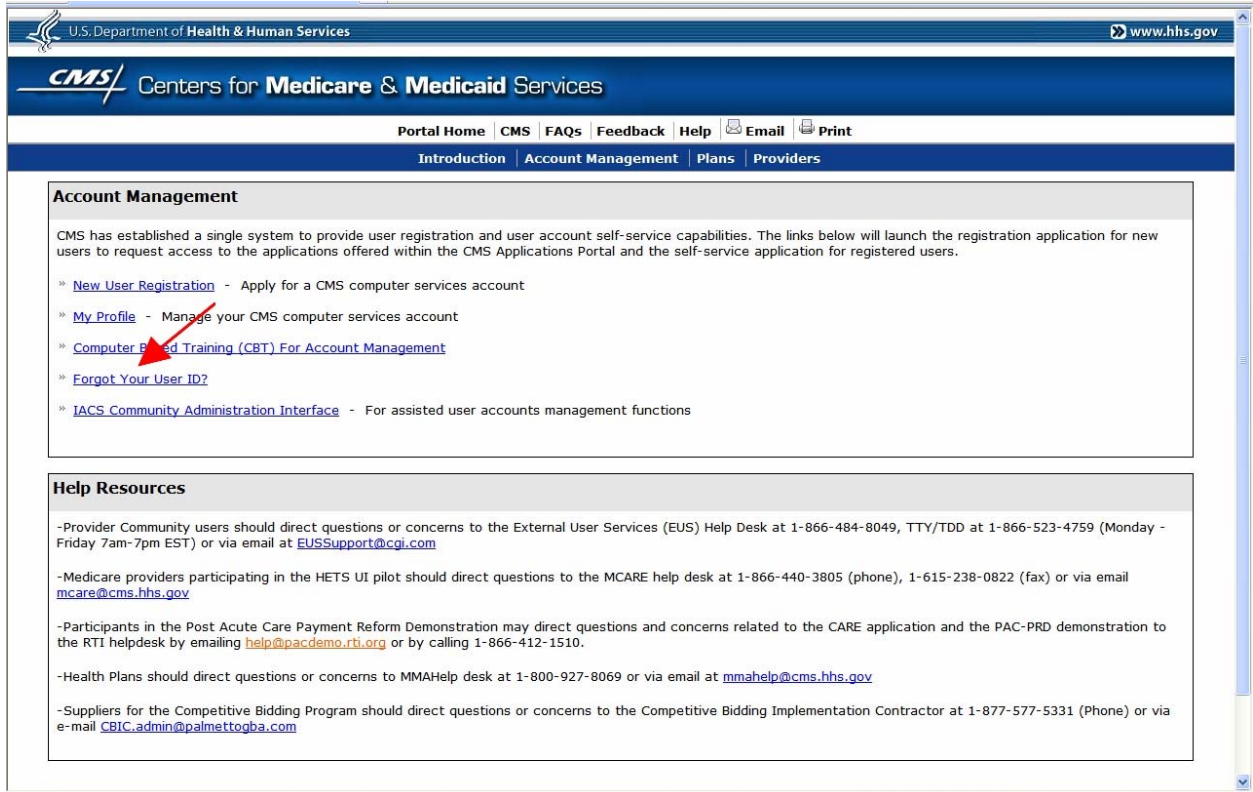 U.S. Department of Health & Human Services
www.hhs.gov
CMS Centers for Medicare & Medicaid Services
Portal Home CMS FAQs Feedback Help Email Print
Introduction Account Management Plans Providers
Account Management
CMS has established a single system to provide user registration and user account self-service capabilities. The links below will launch the registration application for new
users to request access to the applications offered within the CMS Applications Portal and the self-service application for registered users.
» New User Registration - Apply for a CMS computer services account
» My Profile - Manage your CMS computer services account
» Computer Based Training (CBT) For Account Management
» Forgot Your User ID?
» IACS Community Administration Interface - For assisted user accounts management functions
Help Resources
-Provider Community users should direct questions or concerns to the External User Services (EUS) Help Desk at 1-866-484-8049, TTY/TDD at 1-866-523-4759 (Monday -
Friday 7am-7pm EST) or via email at EUSSupport@cgi.com
-Medicare providers participating in the HETS UI pilot should direct questions to the MCARE help desk at 1-866-440-3805 (phone), 1-615-238-0822 (fax) or via email
mcare@cms.hhs.gov
-Participants in the Post Acute Care Payment Reform Demonstration may direct questions and concerns related to the CARE application and the PAC-PRD demonstration to
the RTI helpdesk by emailing help@pacdemo.rti.org or by calling 1-866-412-1510.
-Health Plans should direct questions or concerns to MMAHelp desk at 1-800-927-8069 or via email at mmahelp@cms.hhs.gov
-Suppliers for the Competitive Bidding Program should direct questions or concerns to the Competitive Bidding Implementation Contractor at 1-877-577-5331 (Phone) or via
e-mail CBIC.admin@palmettogba.com